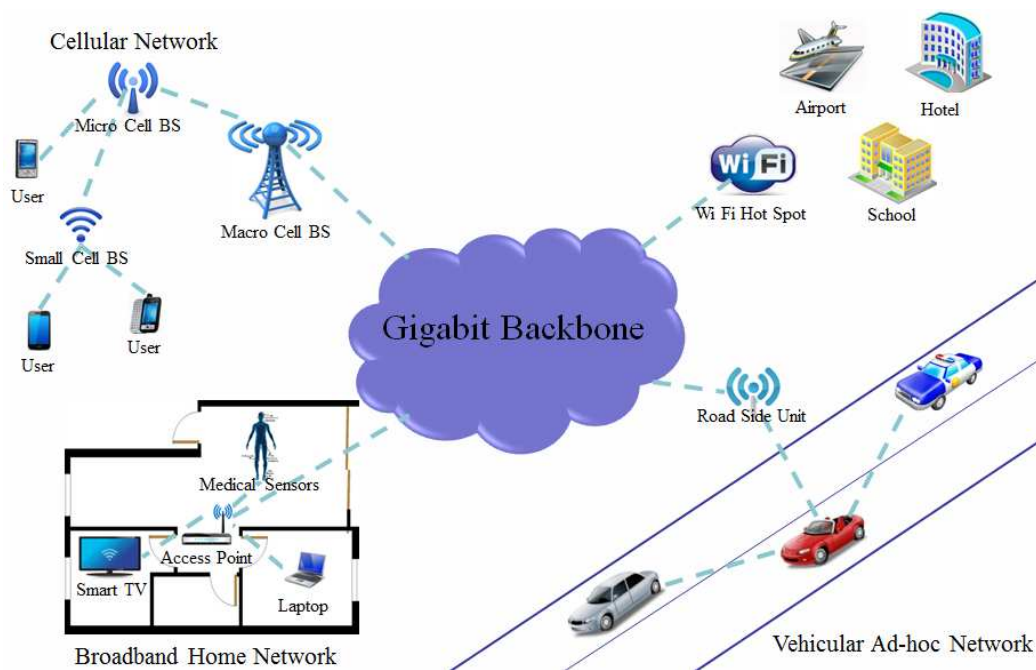 Cellular Network
Micro Cell BS
User
Macro Cell BS
Small Cell BS
User
User
Airport
Hotel
Wi Fi
Wi Fi Hot Spot
School
Gigabit Backbone
Road Side Unit
Medical Sensors
Access Point
Smart TV
Laptop
Broadband Home Network
Vehicular Ad-hoc Network